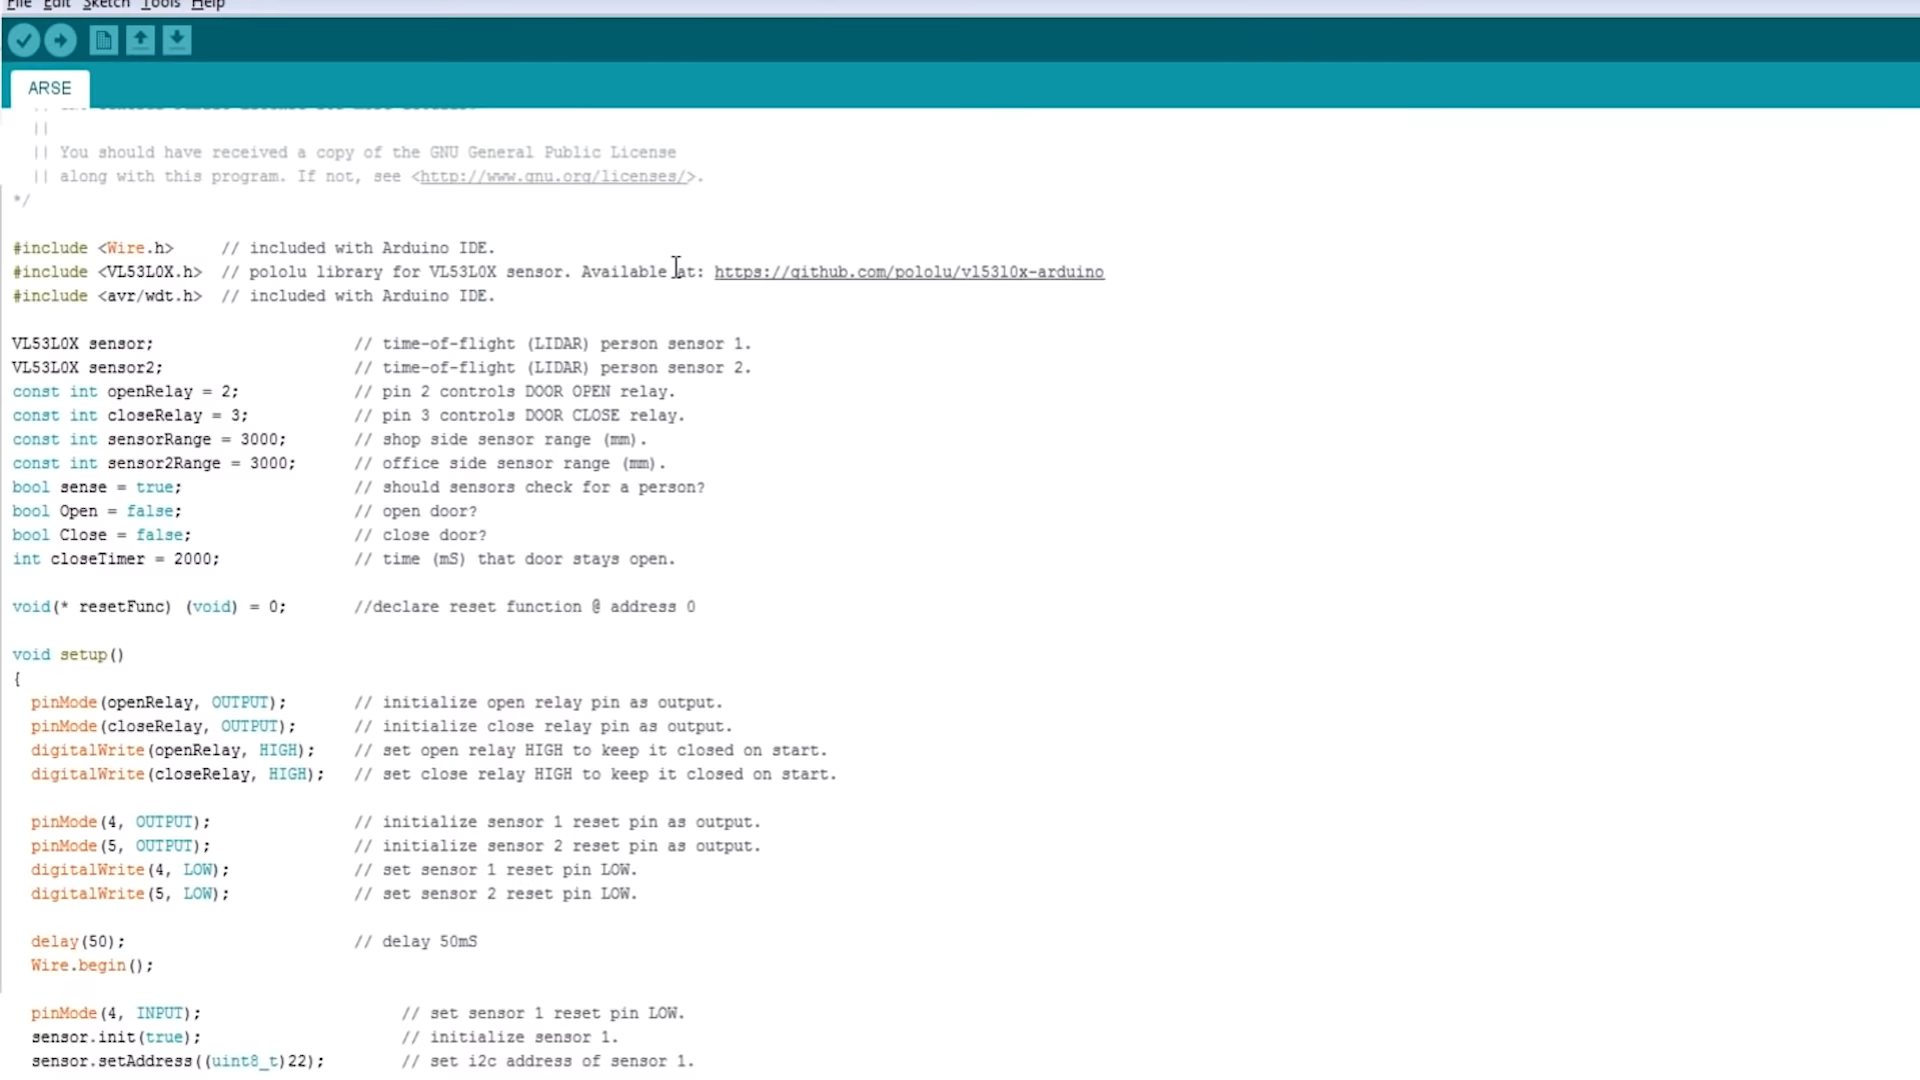 File Edit Sketch Tools Help
ARSE
||
|| You should have received a copy of the GNU General Public License
|| along with this program. If not, see <http://www.gnu.org/licenses/>.
*/
#include <Wire.h> // included with Arduino IDE.
#include <VL53L0X.h> // pololu library for VL53L0X sensor. Available at: https://github.com/pololu/vl53l0x-arduino
#include <avr/wdt.h> // included with Arduino IDE.
VL53L0X sensor; // time-of-flight (LIDAR) person sensor 1.
VL53L0X sensor2; // time-of-flight (LIDAR) person sensor 2.
const int openRelay = 2; // pin 2 controls DOOR OPEN relay.
const int closeRelay = 3; // pin 3 controls DOOR CLOSE relay.
const int sensorRange = 3000; // shop side sensor range (mm).
const int sensor2Range = 3000; // office side sensor range (mm).
bool sense = true; // should sensors check for a person?
bool Open = false; // open door?
bool Close = false; // close door?
int closeTimer = 2000; // time (mS) that door stays open.
void(* resetFunc) (void) = 0; //declare reset function @ address 0
void setup()
{
pinMode(openRelay, OUTPUT); // initialize open relay pin as output.
pinMode(closeRelay, OUTPUT); // initialize close relay pin as output.
digitalWrite(openRelay, HIGH); // set open relay HIGH to keep it closed on start.
digitalWrite(closeRelay, HIGH); // set close relay HIGH to keep it closed on start.
pinMode(4, OUTPUT); // initialize sensor 1 reset pin as output.
pinMode(5, OUTPUT); // initialize sensor 2 reset pin as output.
digitalWrite(4, LOW); // set sensor 1 reset pin LOW.
digitalWrite(5, LOW); // set sensor 2 reset pin LOW.
delay(50); // delay 50mS
Wire.begin();
pinMode(4, INPUT); // set sensor 1 reset pin LOW.
sensor.init(true); // initialize sensor 1.
sensor.setAddress((uint8_t)22); // set i2c address of sensor 1.